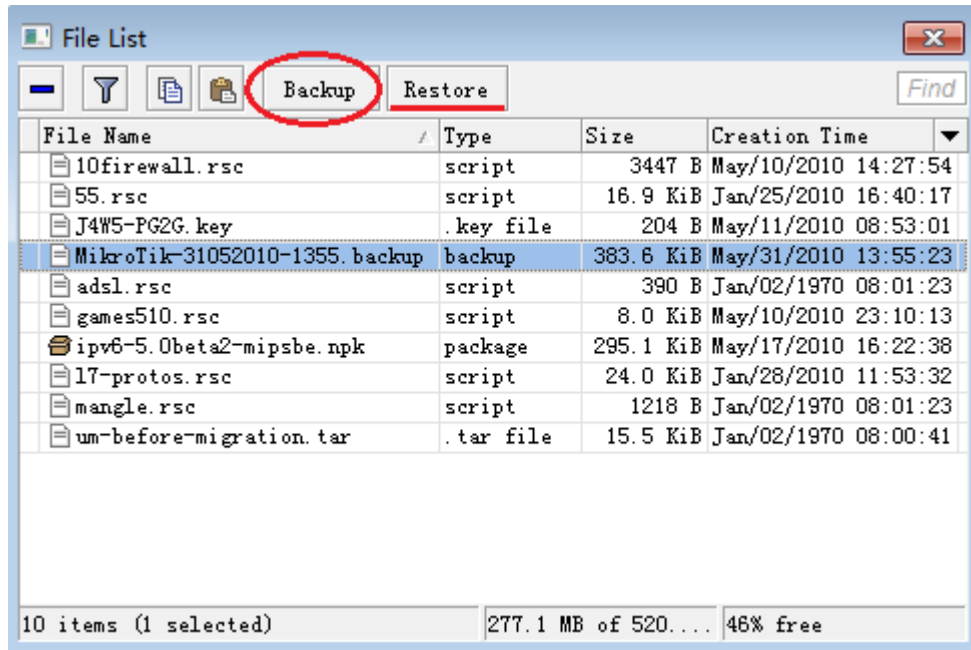 File List
Backup Restore Find
File Name Type Size Creation Time
10firewall.rsc script 3447 B May/10/2010 14:27:54
55.rsc script 16.9 KiB Jan/25/2010 16:40:17
J4W5-PG2G.key .key file 204 B May/11/2010 08:53:01
MikroTik-31052010-1355.backup backup 383.6 KiB May/31/2010 13:55:23
adsl.rsc script 390 B Jan/02/1970 08:01:23
games510.rsc script 8.0 KiB May/10/2010 23:10:13
ipv6-5.0beta2-mipsbe.npk package 295.1 KiB May/17/2010 16:22:38
l7-protos.rsc script 24.0 KiB Jan/28/2010 11:53:32
mangle.rsc script 1218 B Jan/02/1970 08:01:23
um-before-migration.tar .tar file 15.5 KiB Jan/02/1970 08:00:41
10 items (1 selected) 277.1 MB of 520.... 46% free